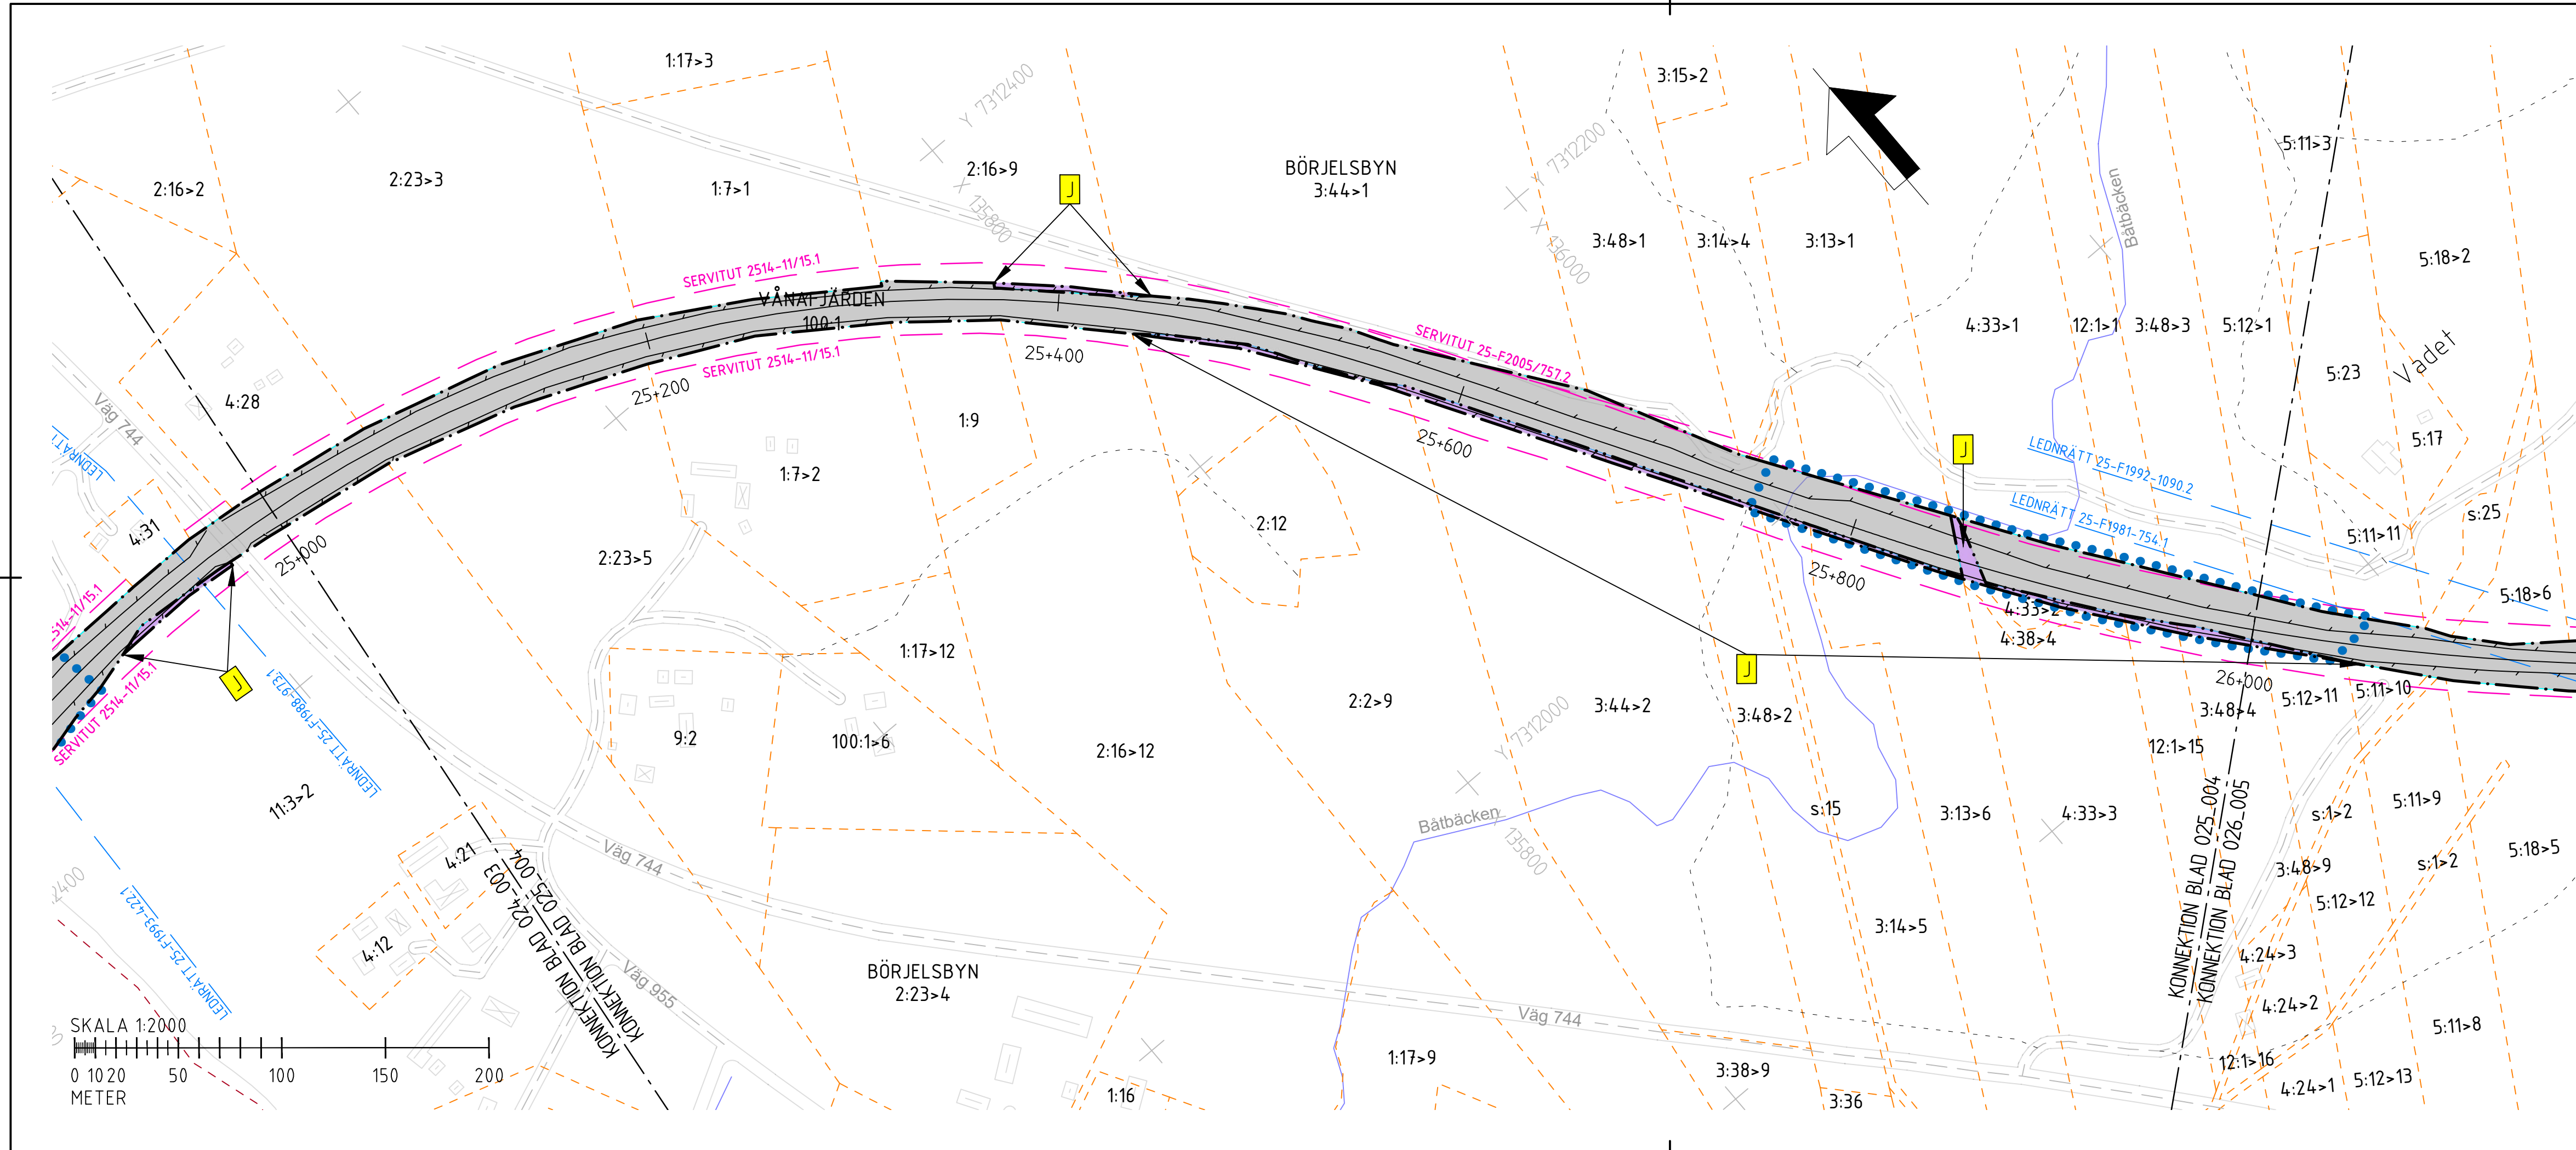 1:17>3
3:15>2
Y 7312400
Y 7312200
5:11>3
2:16>2
2:23>3
1:7>1
2:16>9
BÖRJELSBYN
3:44>1
J
X 135800
X 136000
3:48>1
3:14>4
3:13>1
Båtbäcken
5:18>2
SERVITUT 2514-11/15.1
VÅNAFJÄRDEN
100:1
4:33>1
12:1>1
3:48>3
5:12>1
SERVITUT 2514-11/15.1
25+400
SERVITUT 25-F2005/757.2
5:23
Vadet
4:28
Väg 744
25+200
1:9
25+600
J
5:17
LEDNRÄTT
1:7>2
2:12
LEDNRÄTT 25-F1992-1090.2
LEDNRÄTT 25-F1981-754.1
s:25
4:31
25+000
2:23>5
25+800
5:11>11
5:18>6
514-11/15.1
4:33>2
4:38>4
1:17>12
J
J
26+000
SERVITUT 2514-11/15.1
LEDNRÄTT 25-F1988-973.1
2:2>9
3:44>2
3:48>2
5:12>11
5:11>10
3:48>4
9:2
100:1>6
2:16>12
Y 7312000
12:1>15
11:3>2
Båtbäcken
X 135800
s:15
3:13>6
4:33>3
s:1>2
5:11>9
4:21
Väg 744
3:48>9
s:1>2
5:18>5
2400
LEDNRÄTT 25-F1993-422.1
4:12
KONNEKTION BLAD 024_003
KONNEKTION BLAD 025_004
KONNEKTION BLAD 025_004
KONNEKTION BLAD 026_005
5:12>12
3:14>5
4:24>3
BÖRJELSBYN
2:23>4
Väg 955
Väg 744
4:24>2
5:11>8
SKALA 1:2000
0 10 20 50 100 150 200
METER
1:17>9
3:38>9
12:1>16
1:16
3:36
4:24>1
5:12>13